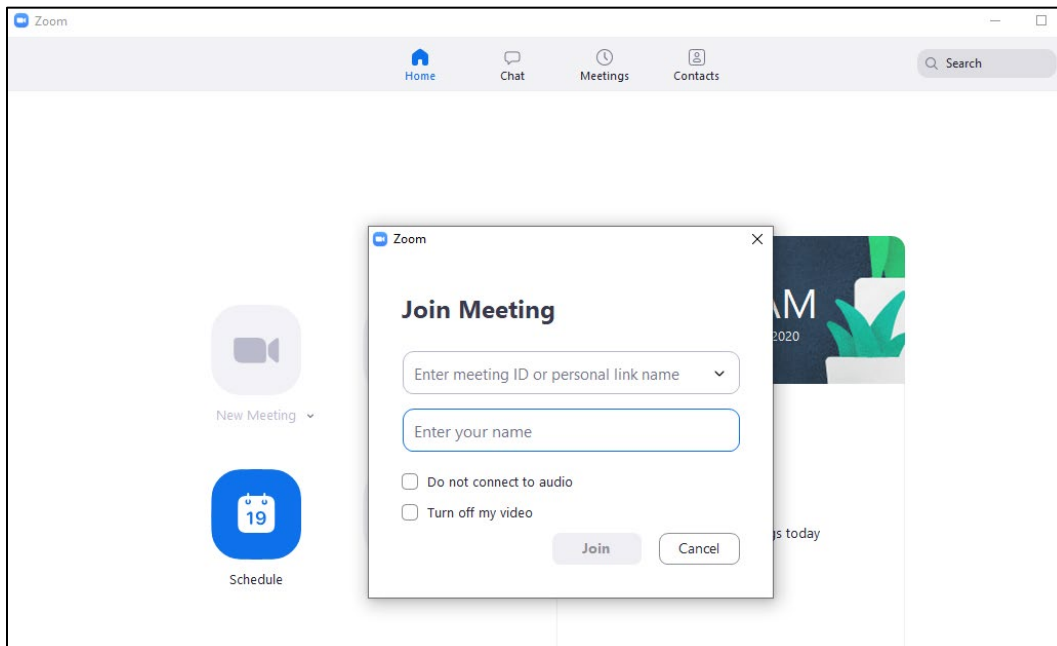 Zoom
Home
Chat
Meetings
Contacts
Search
Zoom
Join Meeting
Enter meeting ID or personal link name
Enter your name
Do not connect to audio
Turn off my video
Join
Cancel
New Meeting
19
Schedule
AM
2020
today